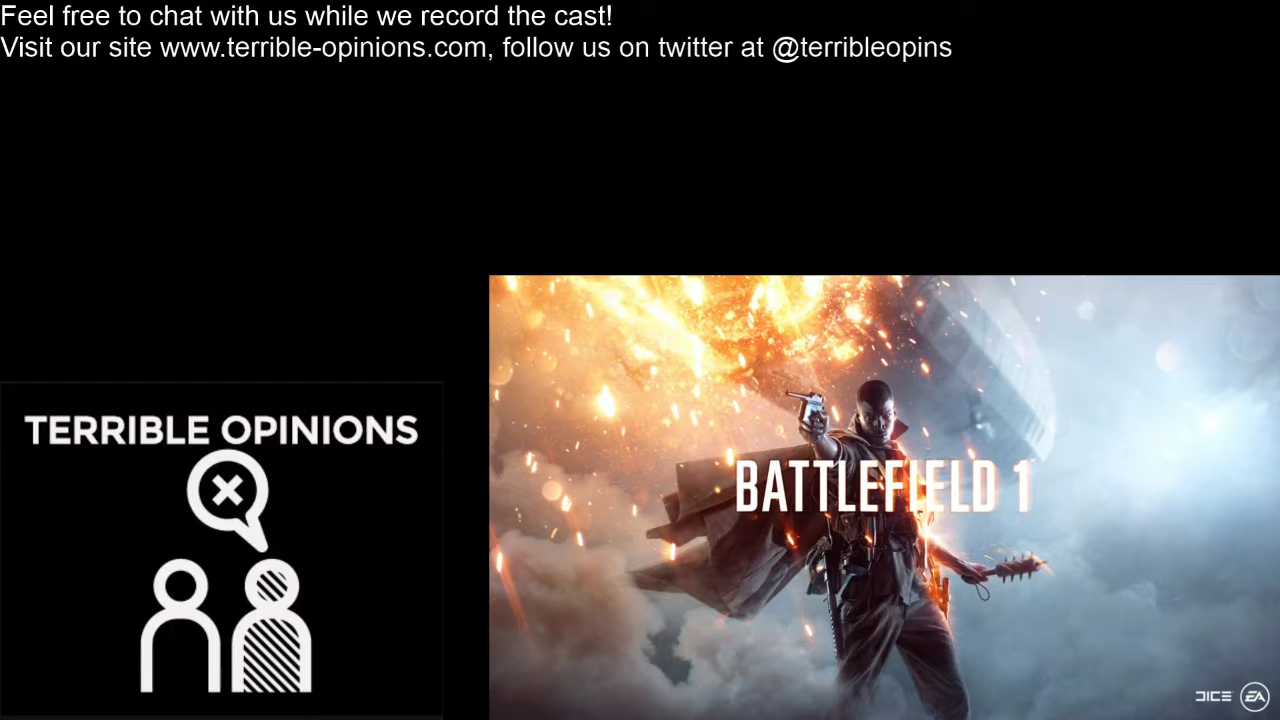 Feel free to chat with us while we record the cast!
Visit our site www.terrible-opinions.com, follow us on twitter at @terribleopins
TERRIBLE OPINIONS
BATTLEFIELD 1
DICE EA